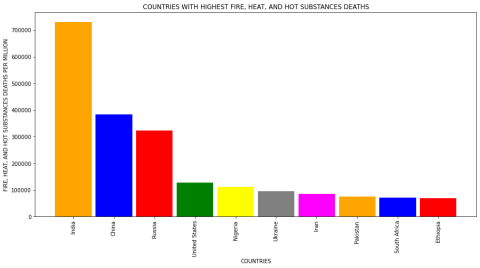 COUNTRIES WITH HIGHEST FIRE, HEAT, AND HOT SUBSTANCES DEATHS
FIRE, HEAT, AND HOT SUBSTANCES DEATHS PER MILLION
700000
600000
500000
400000
300000
200000
100000
0
India
China
Russia
United States
Nigeria
Ukraine
Iran
Pakistan
South Africa
Ethiopia
COUNTRIES